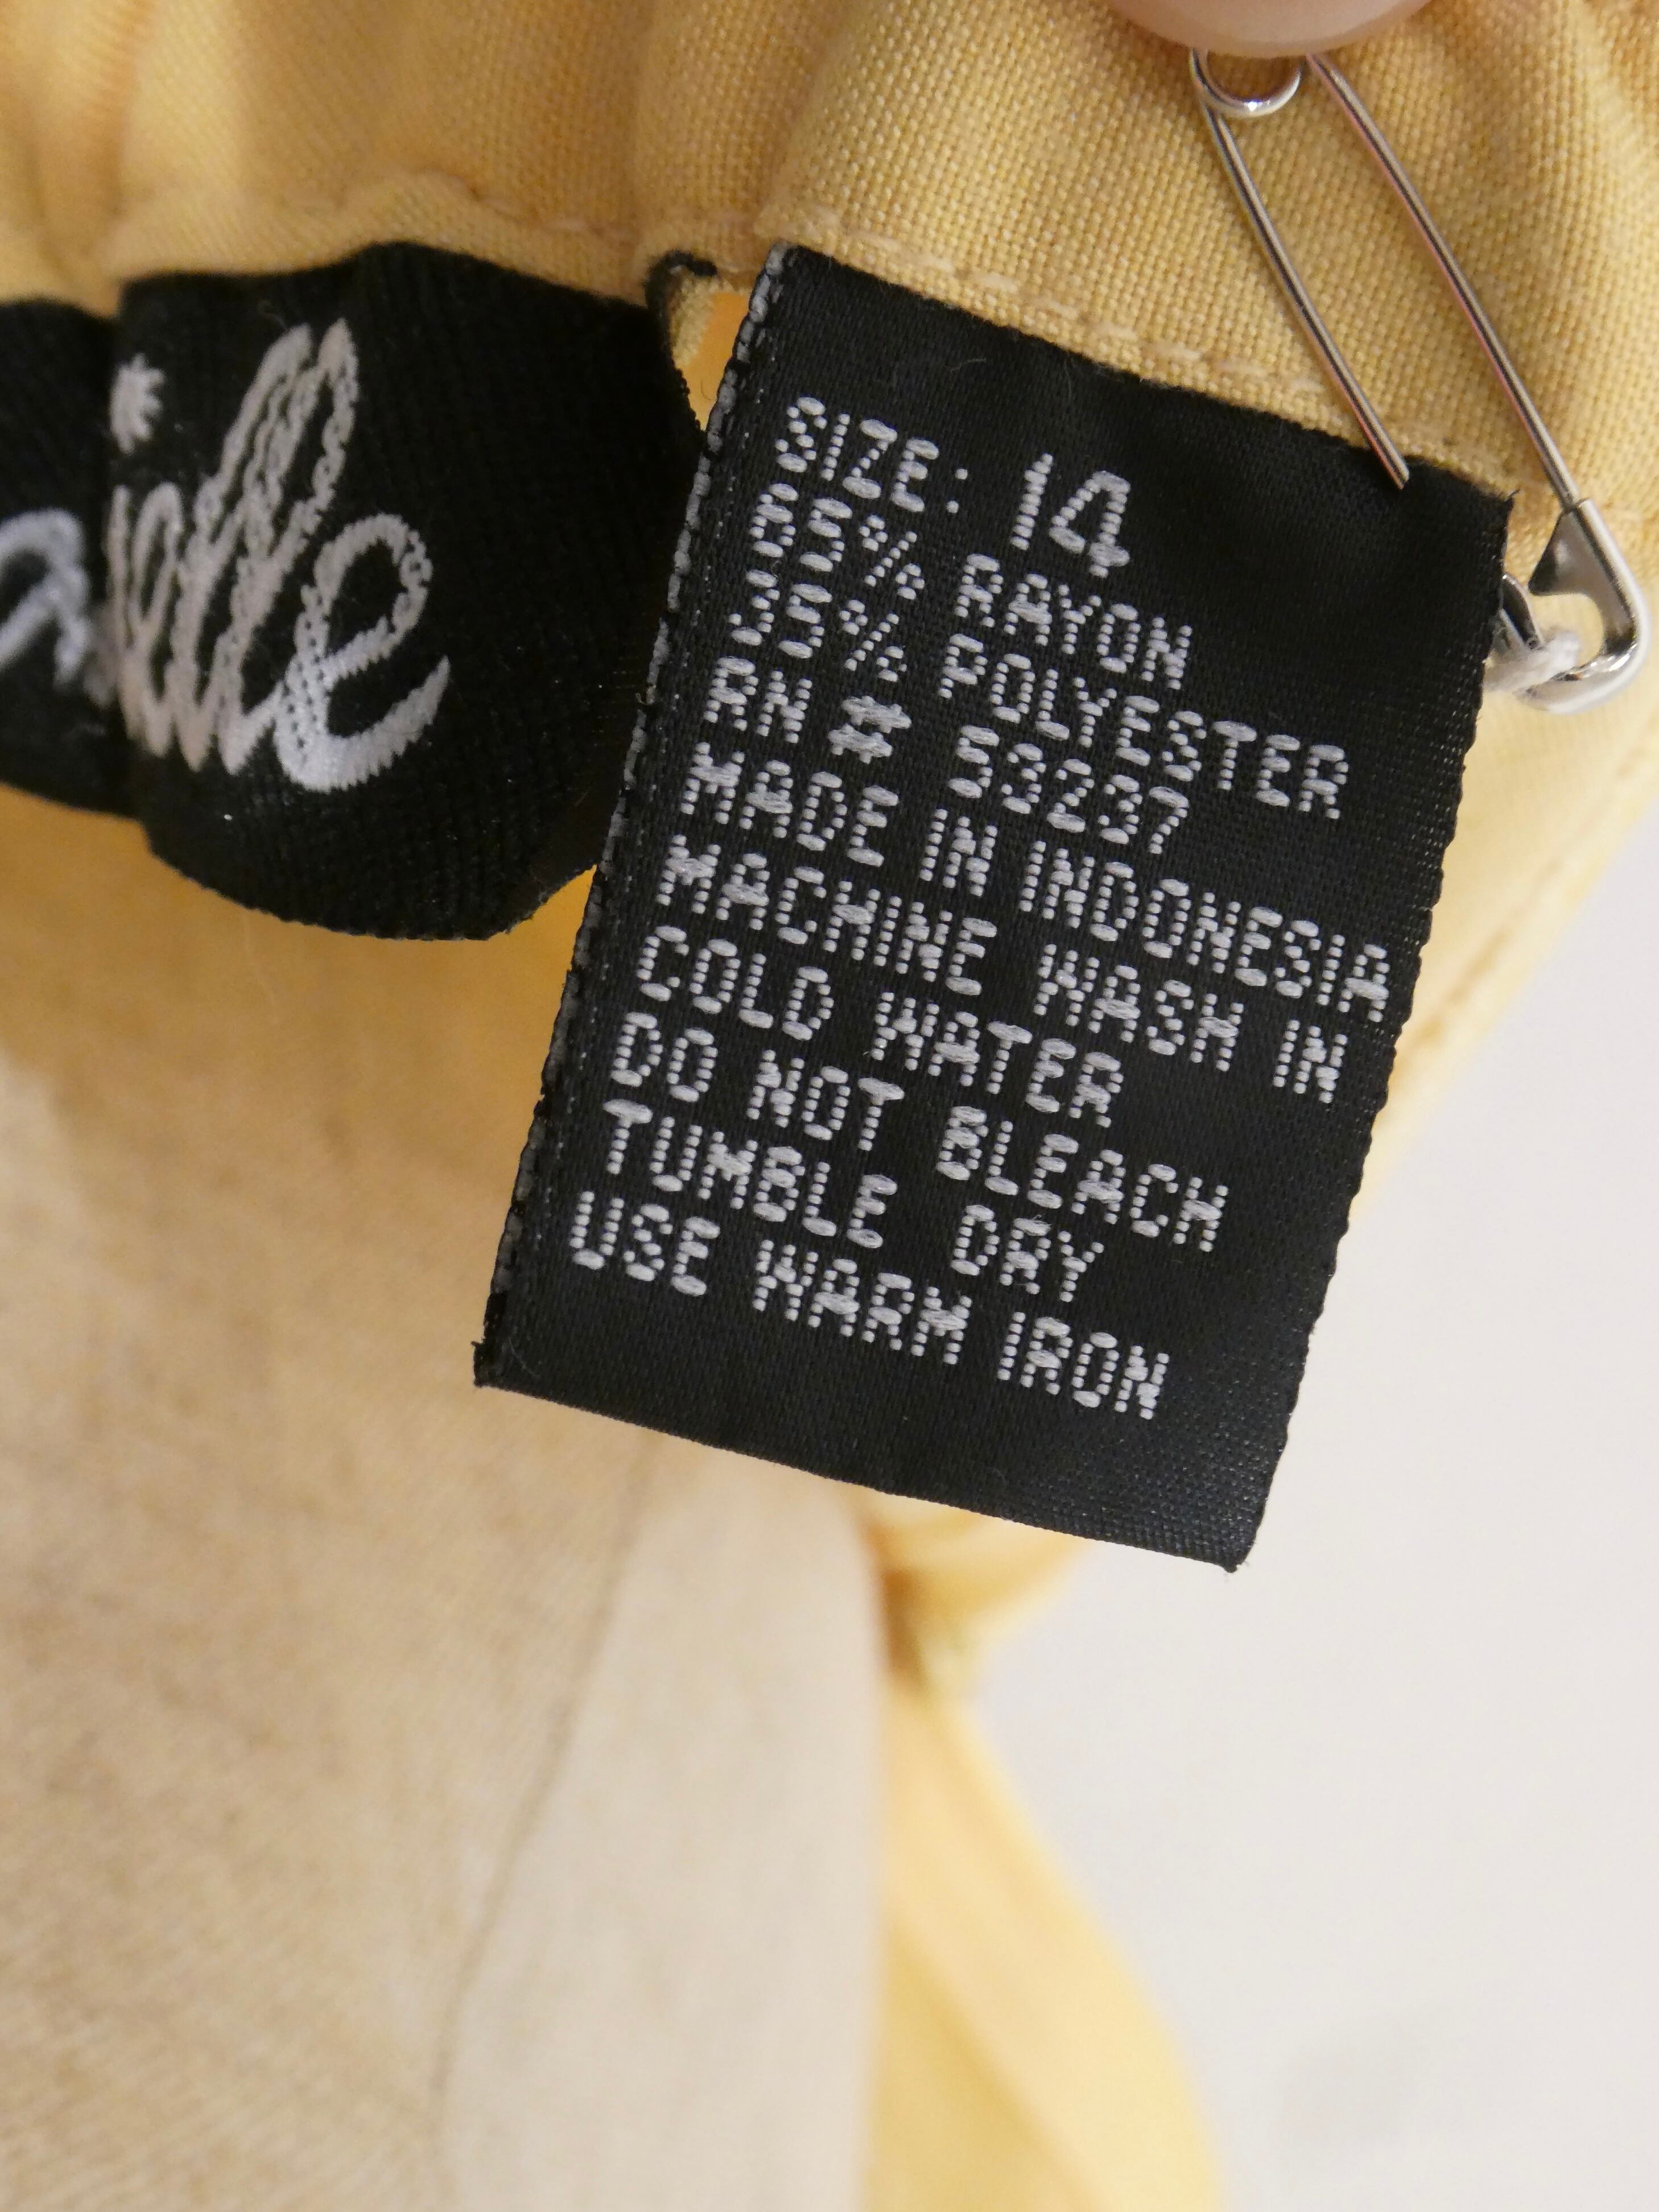 SIZE: 14
65% RAYON
35% POLYESTER
RN # 53237
MADE IN INDONESIA
MACHINE WASH IN
COLD WATER
DO NOT BLEACH
TUMBLE DRY
USE WARM IRON